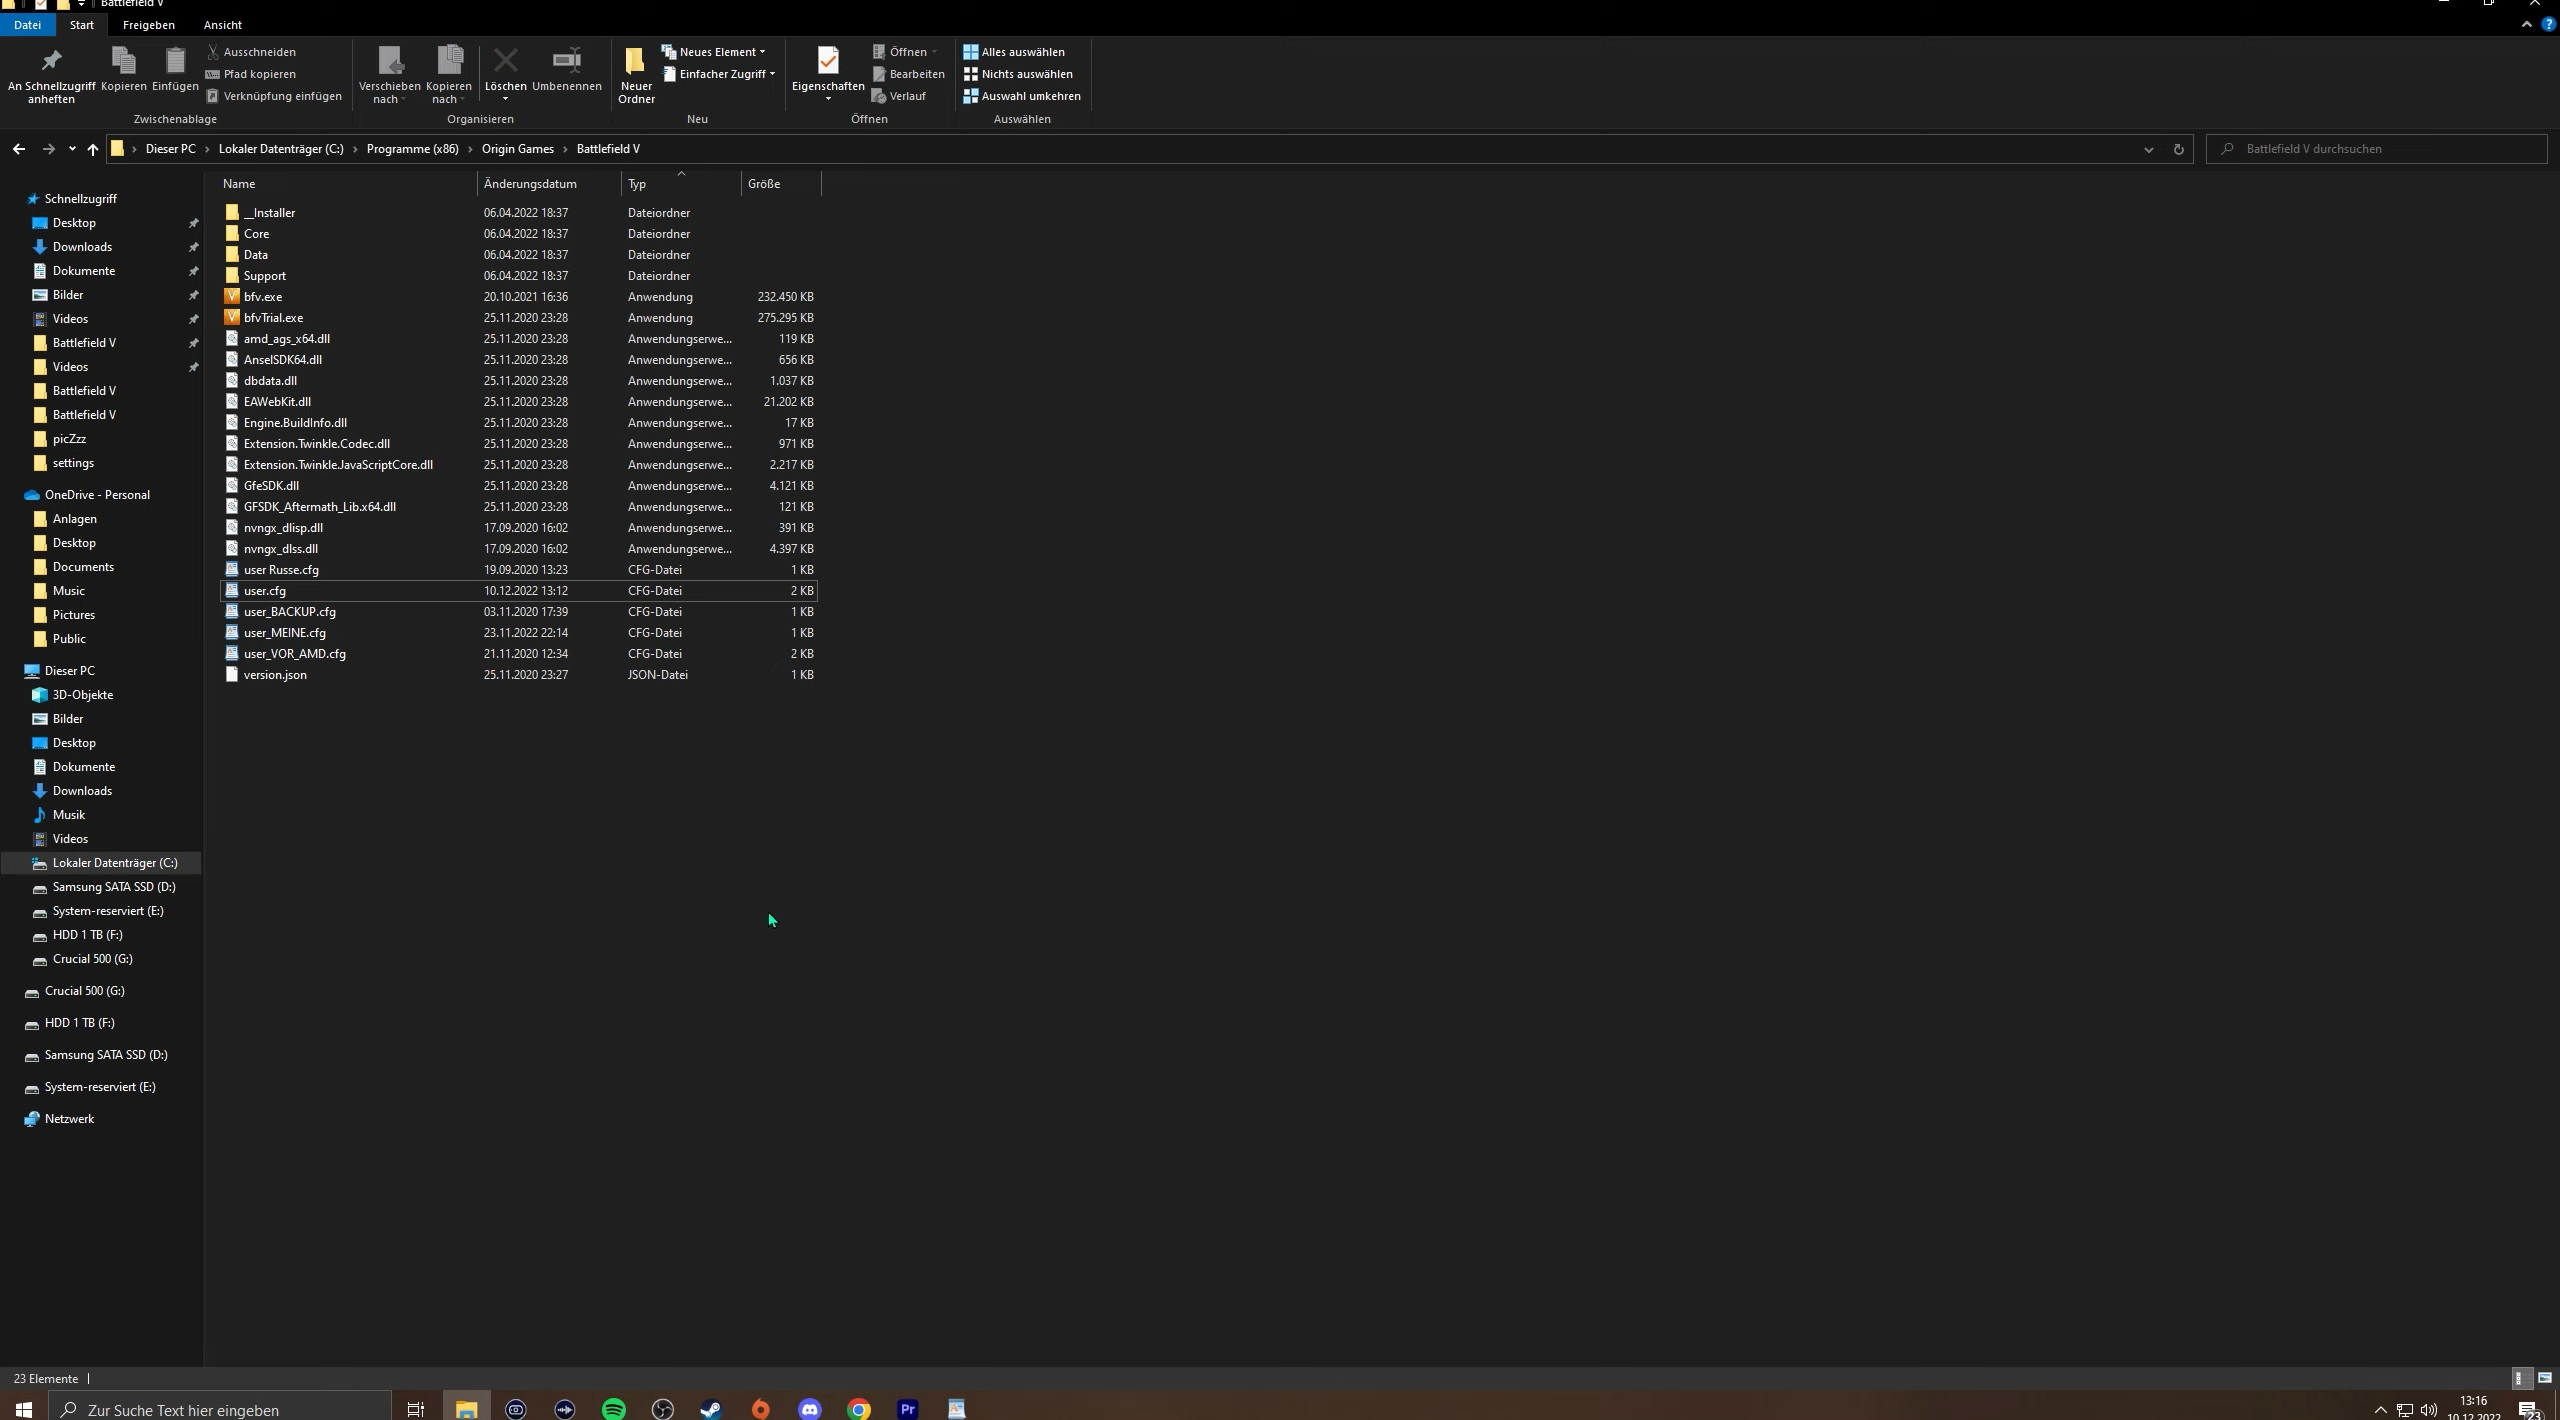 Battlefield V
Datei Start Freigeben Ansicht
An Schnellzugriff anheften
Kopieren
Einfügen
Ausschneiden
Pfad kopieren
Verknüpfung einfügen
Zwischenablage
Verschieben nach
Kopieren nach
Löschen
Umbenennen
Organisieren
Neuer Ordner
Neues Element
Einfacher Zugriff
Neu
Eigenschaften
Öffnen
Bearbeiten
Verlauf
Öffnen
Alles auswählen
Nichts auswählen
Auswahl umkehren
Auswählen
Dieser PC › Lokaler Datenträger (C:) › Programme (x86) › Origin Games › Battlefield V
Battlefield V durchsuchen
Schnellzugriff
Desktop
Downloads
Dokumente
Bilder
Videos
Battlefield V
Videos
Battlefield V
Battlefield V
picZzz
settings
OneDrive - Personal
Anlagen
Desktop
Documents
Music
Pictures
Public
Dieser PC
3D-Objekte
Bilder
Desktop
Dokumente
Downloads
Musik
Videos
Lokaler Datenträger (C:)
Samsung SATA SSD (D:)
System-reserviert (E:)
HDD 1 TB (F:)
Crucial 500 (G:)
Crucial 500 (G:)
HDD 1 TB (F:)
Samsung SATA SSD (D:)
System-reserviert (E:)
Netzwerk
Name Änderungsdatum Typ Größe
__Installer 06.04.2022 18:37 Dateiordner
Core 06.04.2022 18:37 Dateiordner
Data 06.04.2022 18:37 Dateiordner
Support 06.04.2022 18:37 Dateiordner
bfv.exe 20.10.2021 16:36 Anwendung 232.450 KB
bfvTrial.exe 25.11.2020 23:28 Anwendung 275.295 KB
amd_ags_x64.dll 25.11.2020 23:28 Anwendungserwe... 119 KB
AnselSDK64.dll 25.11.2020 23:28 Anwendungserwe... 656 KB
dbdata.dll 25.11.2020 23:28 Anwendungserwe... 1.037 KB
EAWebKit.dll 25.11.2020 23:28 Anwendungserwe... 21.202 KB
Engine.BuildInfo.dll 25.11.2020 23:28 Anwendungserwe... 17 KB
Extension.Twinkle.Codec.dll 25.11.2020 23:28 Anwendungserwe... 971 KB
Extension.Twinkle.JavaScriptCore.dll 25.11.2020 23:28 Anwendungserwe... 2.217 KB
GfeSDK.dll 25.11.2020 23:28 Anwendungserwe... 4.121 KB
GFSDK_Aftermath_Lib.x64.dll 25.11.2020 23:28 Anwendungserwe... 121 KB
nvngx_dlisp.dll 17.09.2020 16:02 Anwendungserwe... 391 KB
nvngx_dlss.dll 17.09.2020 16:02 Anwendungserwe... 4.397 KB
user Russe.cfg 19.09.2020 13:23 CFG-Datei 1 KB
user.cfg 10.12.2022 13:12 CFG-Datei 2 KB
user_BACKUP.cfg 03.11.2020 17:39 CFG-Datei 1 KB
user_MEINE.cfg 23.11.2022 22:14 CFG-Datei 1 KB
user_VOR_AMD.cfg 21.11.2020 12:34 CFG-Datei 2 KB
version.json 25.11.2020 23:27 JSON-Datei 1 KB
23 Elemente
Zur Suche Text hier eingeben
Pr
13:16
10.12.2022
23